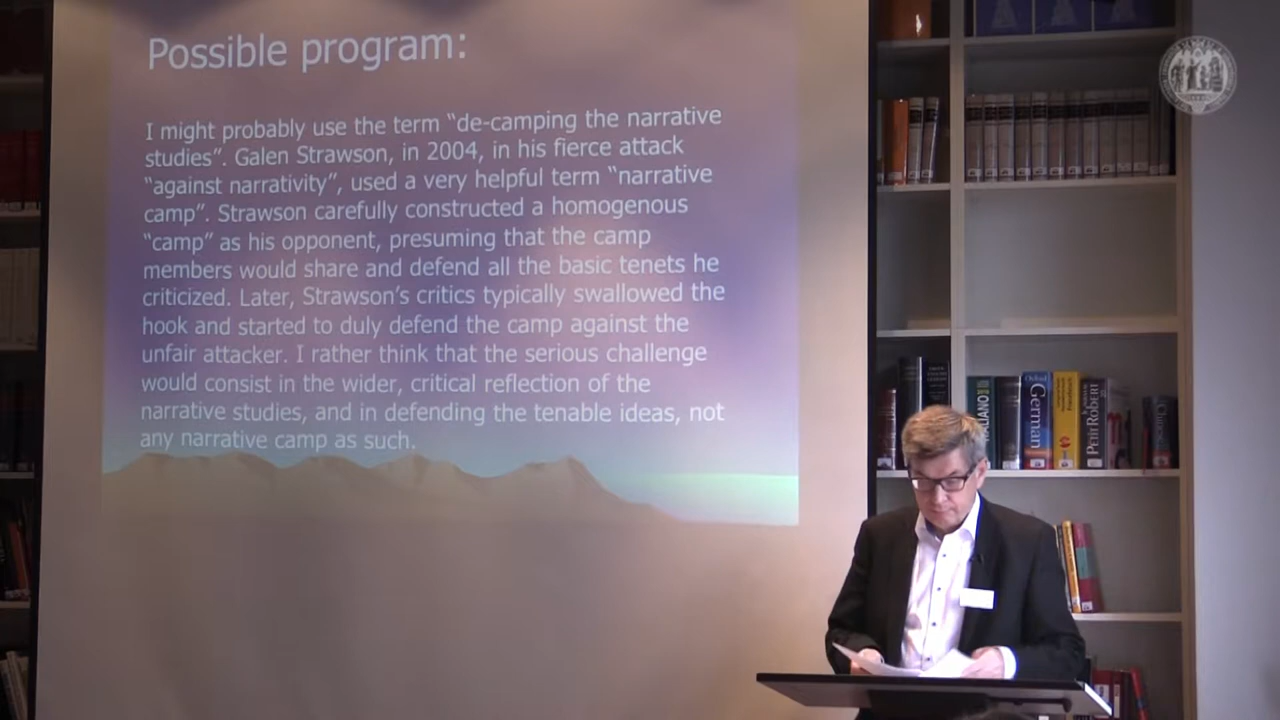 Possible program:
I might probably use the term “de-camping the narrative
studies”. Galen Strawson, in 2004, in his fierce attack
“against narrativity”, used a very helpful term “narrative
camp”. Strawson carefully constructed a homogenous
“camp” as his opponent, presuming that the camp
members would share and defend all the basic tenets he
criticized. Later, Strawson’s critics typically swallowed the
hook and started to duly defend the camp against the
unfair attacker. I rather think that the serious challenge
would consist in the wider, critical reflection of the
narrative studies, and in defending the tenable ideas, not
any narrative camp as such.
Oxford
German
PETIT ROBERT